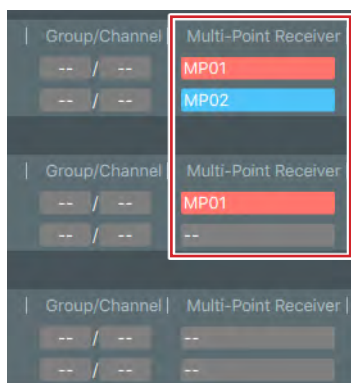 | Group/Channel | Multi-Point Receiver
-- / -- MP01
-- / -- MP02
| Group/Channel | Multi-Point Receiver
-- / -- MP01
-- / -- --
| Group/Channel | Multi-Point Receiver |
-- / -- --
-- / -- --